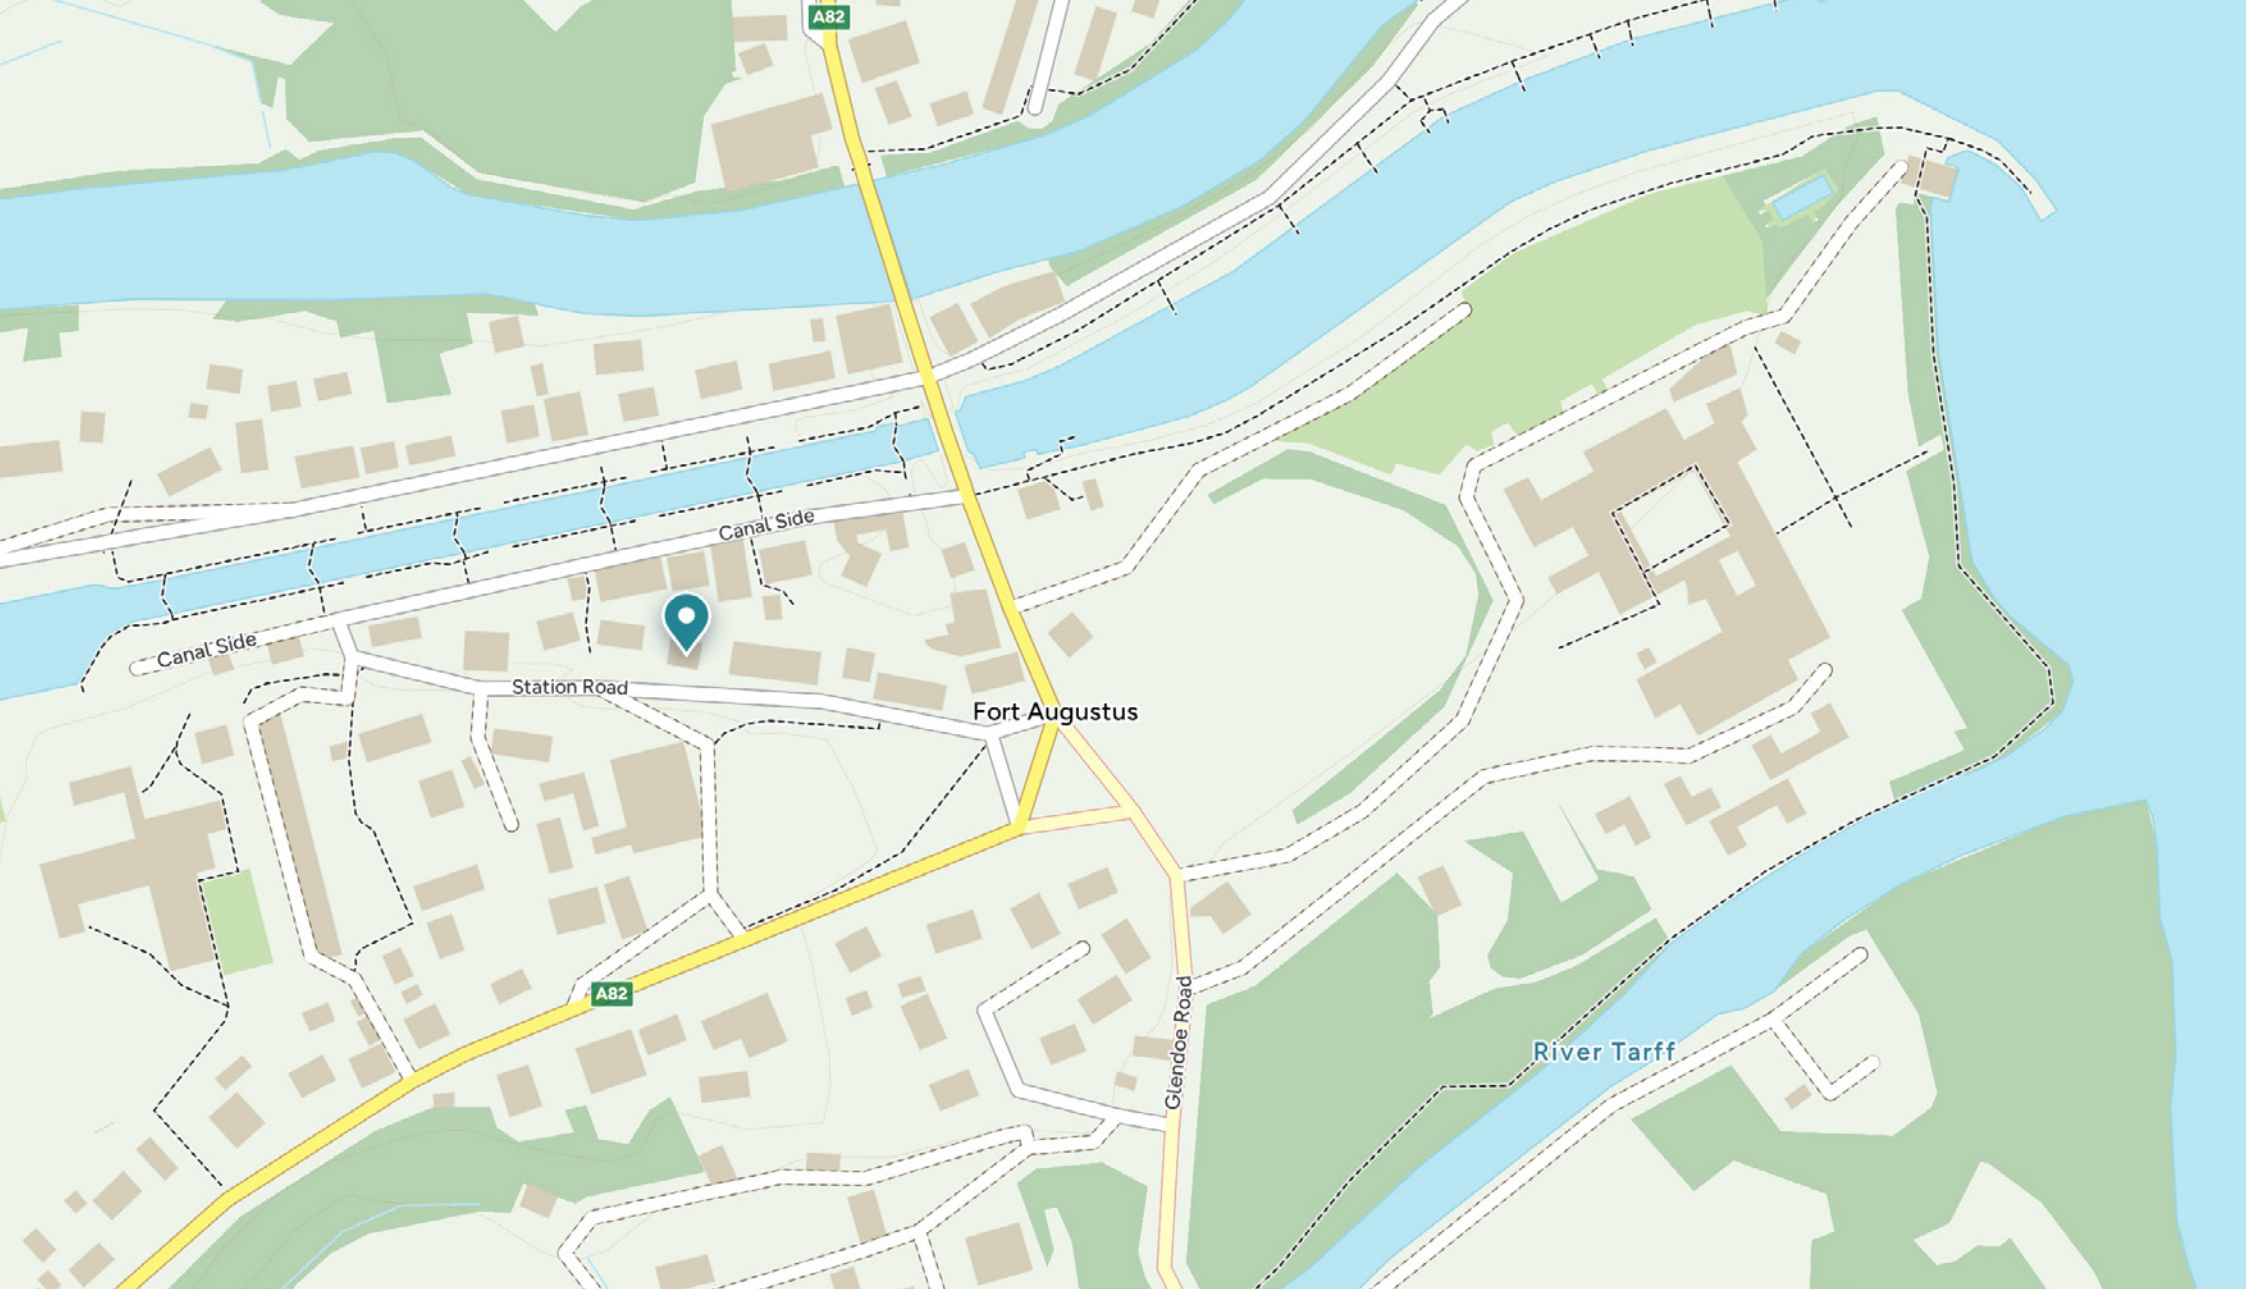 A82
Canal Side
Canal Side
Station Road
Fort Augustus
A82
Glendoe Road
River Tarff